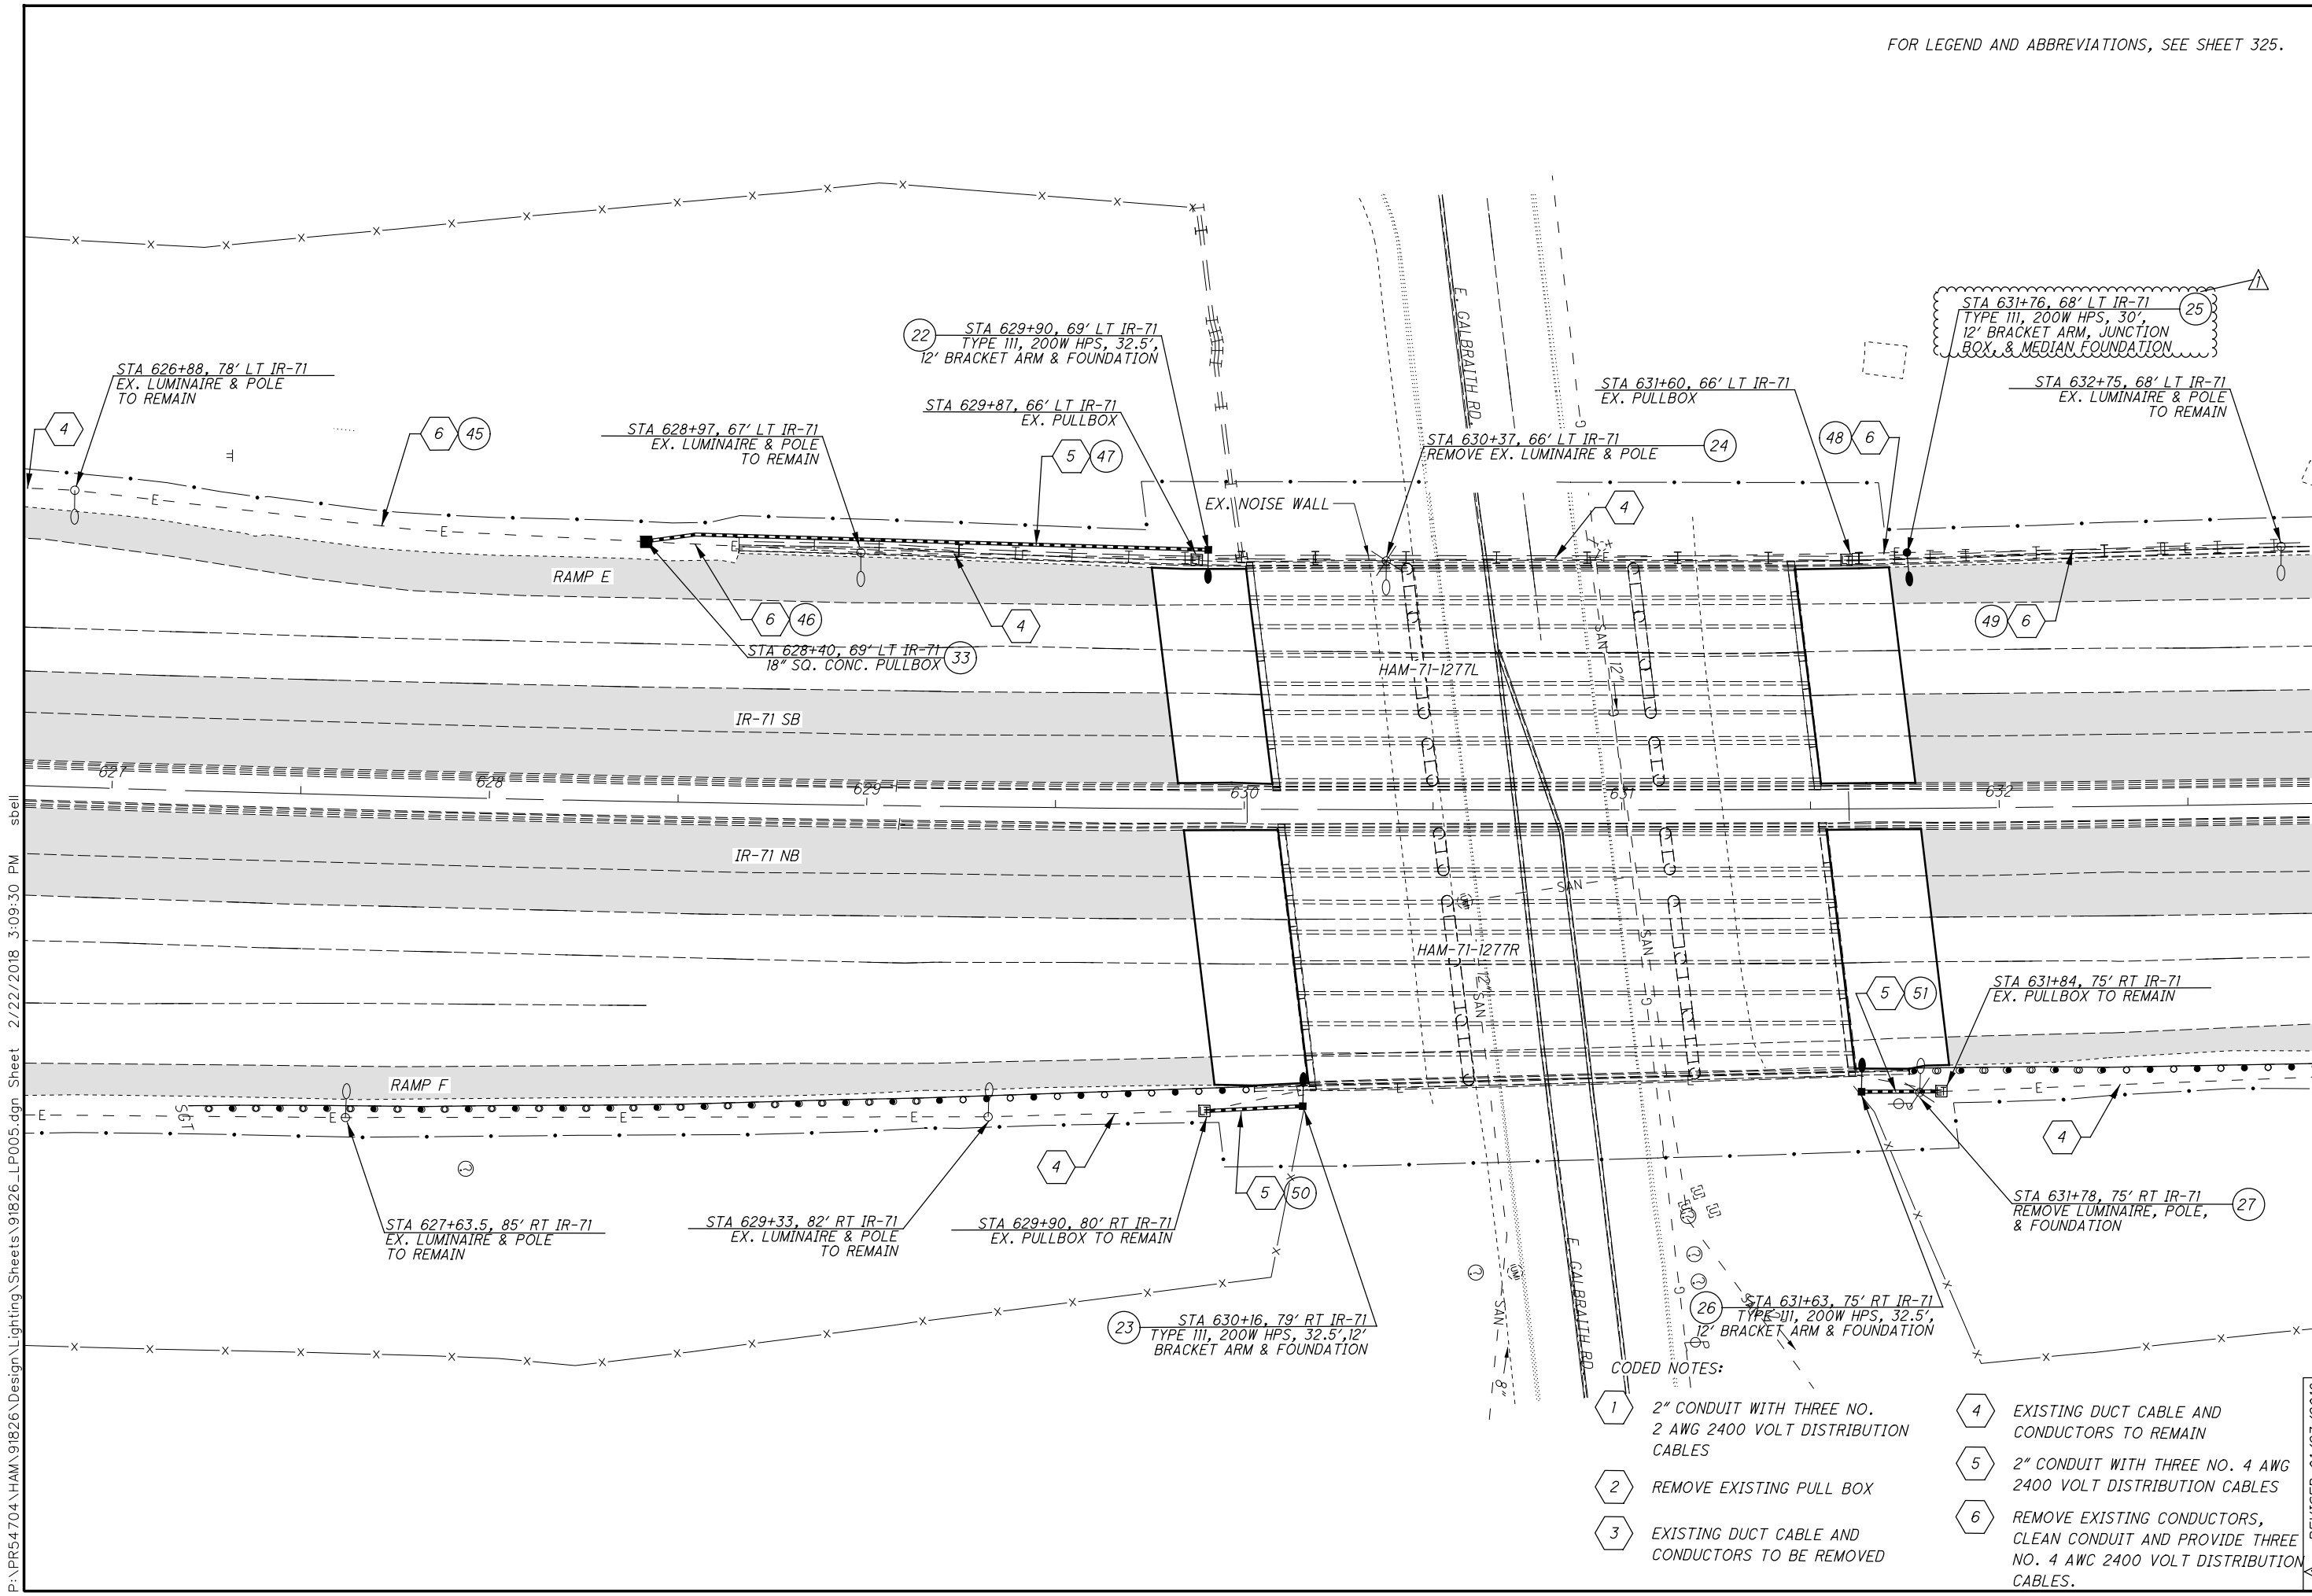 FOR LEGEND AND ABBREVIATIONS, SEE SHEET 325.
1
STA 631+76, 68' LT IR-71
TYPE 111, 200W HPS, 30',
12' BRACKET ARM, JUNCTION
BOX, & MEDIAN FOUNDATION
25
22
STA 629+90, 69' LT IR-71
TYPE 111, 200W HPS, 32.5',
12' BRACKET ARM & FOUNDATION
E. GALBRAITH RD.
STA 626+88, 78' LT IR-71
EX. LUMINAIRE & POLE
TO REMAIN
STA 631+60, 66' LT IR-71
EX. PULLBOX
STA 632+75, 68' LT IR-71
EX. LUMINAIRE & POLE
TO REMAIN
STA 629+87, 66' LT IR-71
EX. PULLBOX
4
6
45
STA 628+97, 67' LT IR-71
EX. LUMINAIRE & POLE
TO REMAIN
5
47
STA 630+37, 66' LT IR-71
REMOVE EX. LUMINAIRE & POLE
24
48
6
EX. NOISE WALL
4
E
E
E
E
E
E
RAMP E
6
46
4
49
6
STA 628+40, 69' LT IR-71
18" SQ. CONC. PULLBOX
33
SAN
12"
HAM-71-1277L
IR-71 SB
627
628
629
630
631
632
IR-71 NB
SAN
SAN
HAM-71-1277R
12" SAN
G
5
51
STA 631+84, 75' RT IR-71
EX. PULLBOX TO REMAIN
RAMP F
SGT
E
E
E
E
E
E
E
4
4
5
50
STA 627+63.5, 85' RT IR-71
EX. LUMINAIRE & POLE
TO REMAIN
STA 629+33, 82' RT IR-71
EX. LUMINAIRE & POLE
TO REMAIN
STA 629+90, 80' RT IR-71
EX. PULLBOX TO REMAIN
STA 631+78, 75' RT IR-71
REMOVE LUMINAIRE, POLE,
& FOUNDATION
27
E. GALBRAITH RD.
SAN
8"
G
23
STA 630+16, 79' RT IR-71
TYPE 111, 200W HPS, 32.5',12'
BRACKET ARM & FOUNDATION
26
STA 631+63, 75' RT IR-71
TYPE 111, 200W HPS, 32.5',
12' BRACKET ARM & FOUNDATION
CODED NOTES:
1
2" CONDUIT WITH THREE NO.
2 AWG 2400 VOLT DISTRIBUTION
CABLES
2
REMOVE EXISTING PULL BOX
3
EXISTING DUCT CABLE AND
CONDUCTORS TO BE REMOVED
4
EXISTING DUCT CABLE AND
CONDUCTORS TO REMAIN
5
2" CONDUIT WITH THREE NO. 4 AWG
2400 VOLT DISTRIBUTION CABLES
6
REMOVE EXISTING CONDUCTORS,
CLEAN CONDUIT AND PROVIDE THREE
NO. 4 AWC 2400 VOLT DISTRIBUTION
CABLES.
P:\PR54704\HAM\91826\Design\Lighting\Sheets\91826_LP005.dgn Sheet 2/22/2018 3:09:30 PM sbell